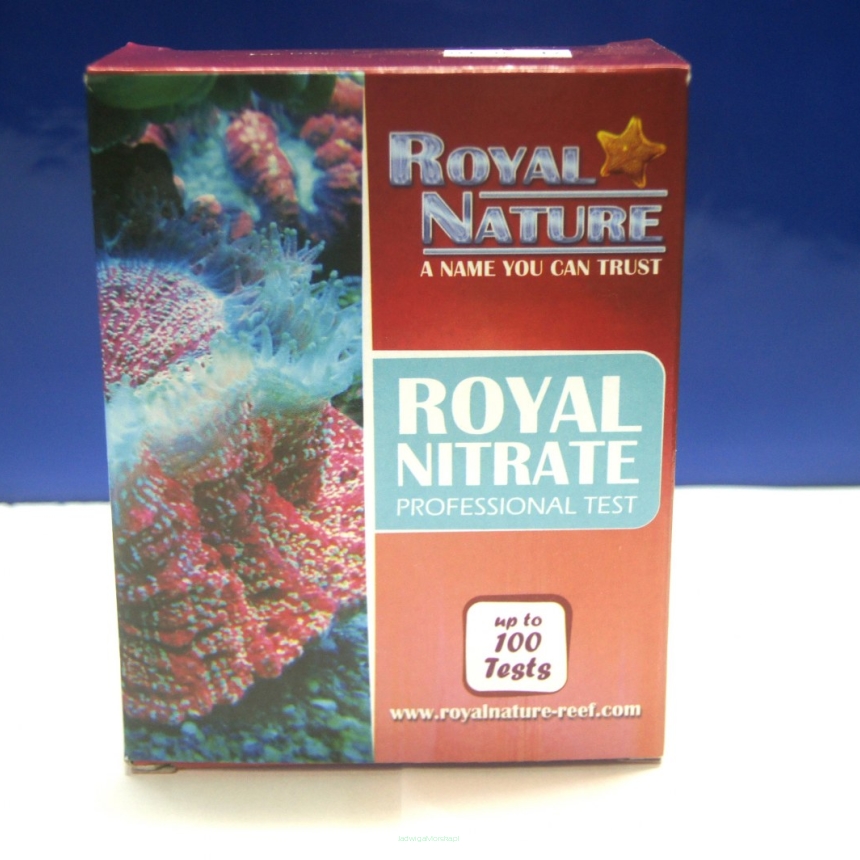 ROYAL
NATURE
A NAME YOU CAN TRUST
ROYAL
NITRATE
PROFESSIONAL TEST
up to
100
Tests
www.royalnature-reef.com